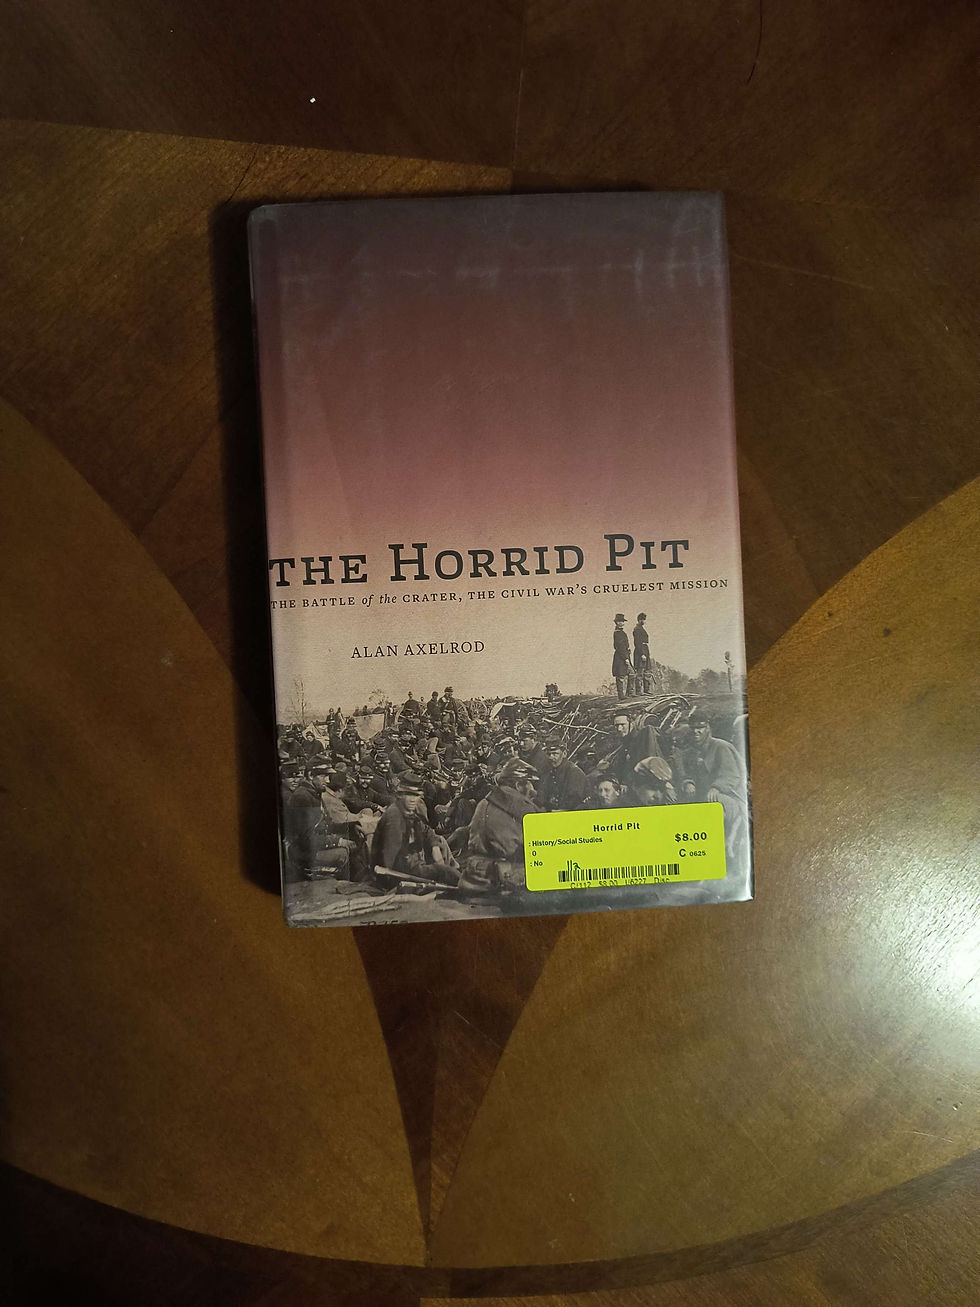 THE HORRID PIT
THE BATTLE of the CRATER, THE CIVIL WAR'S CRUELEST MISSION
ALAN AXELROD
Horrid Pit
: History/Social Studies
$8.00
0
C 0625
: No
11a